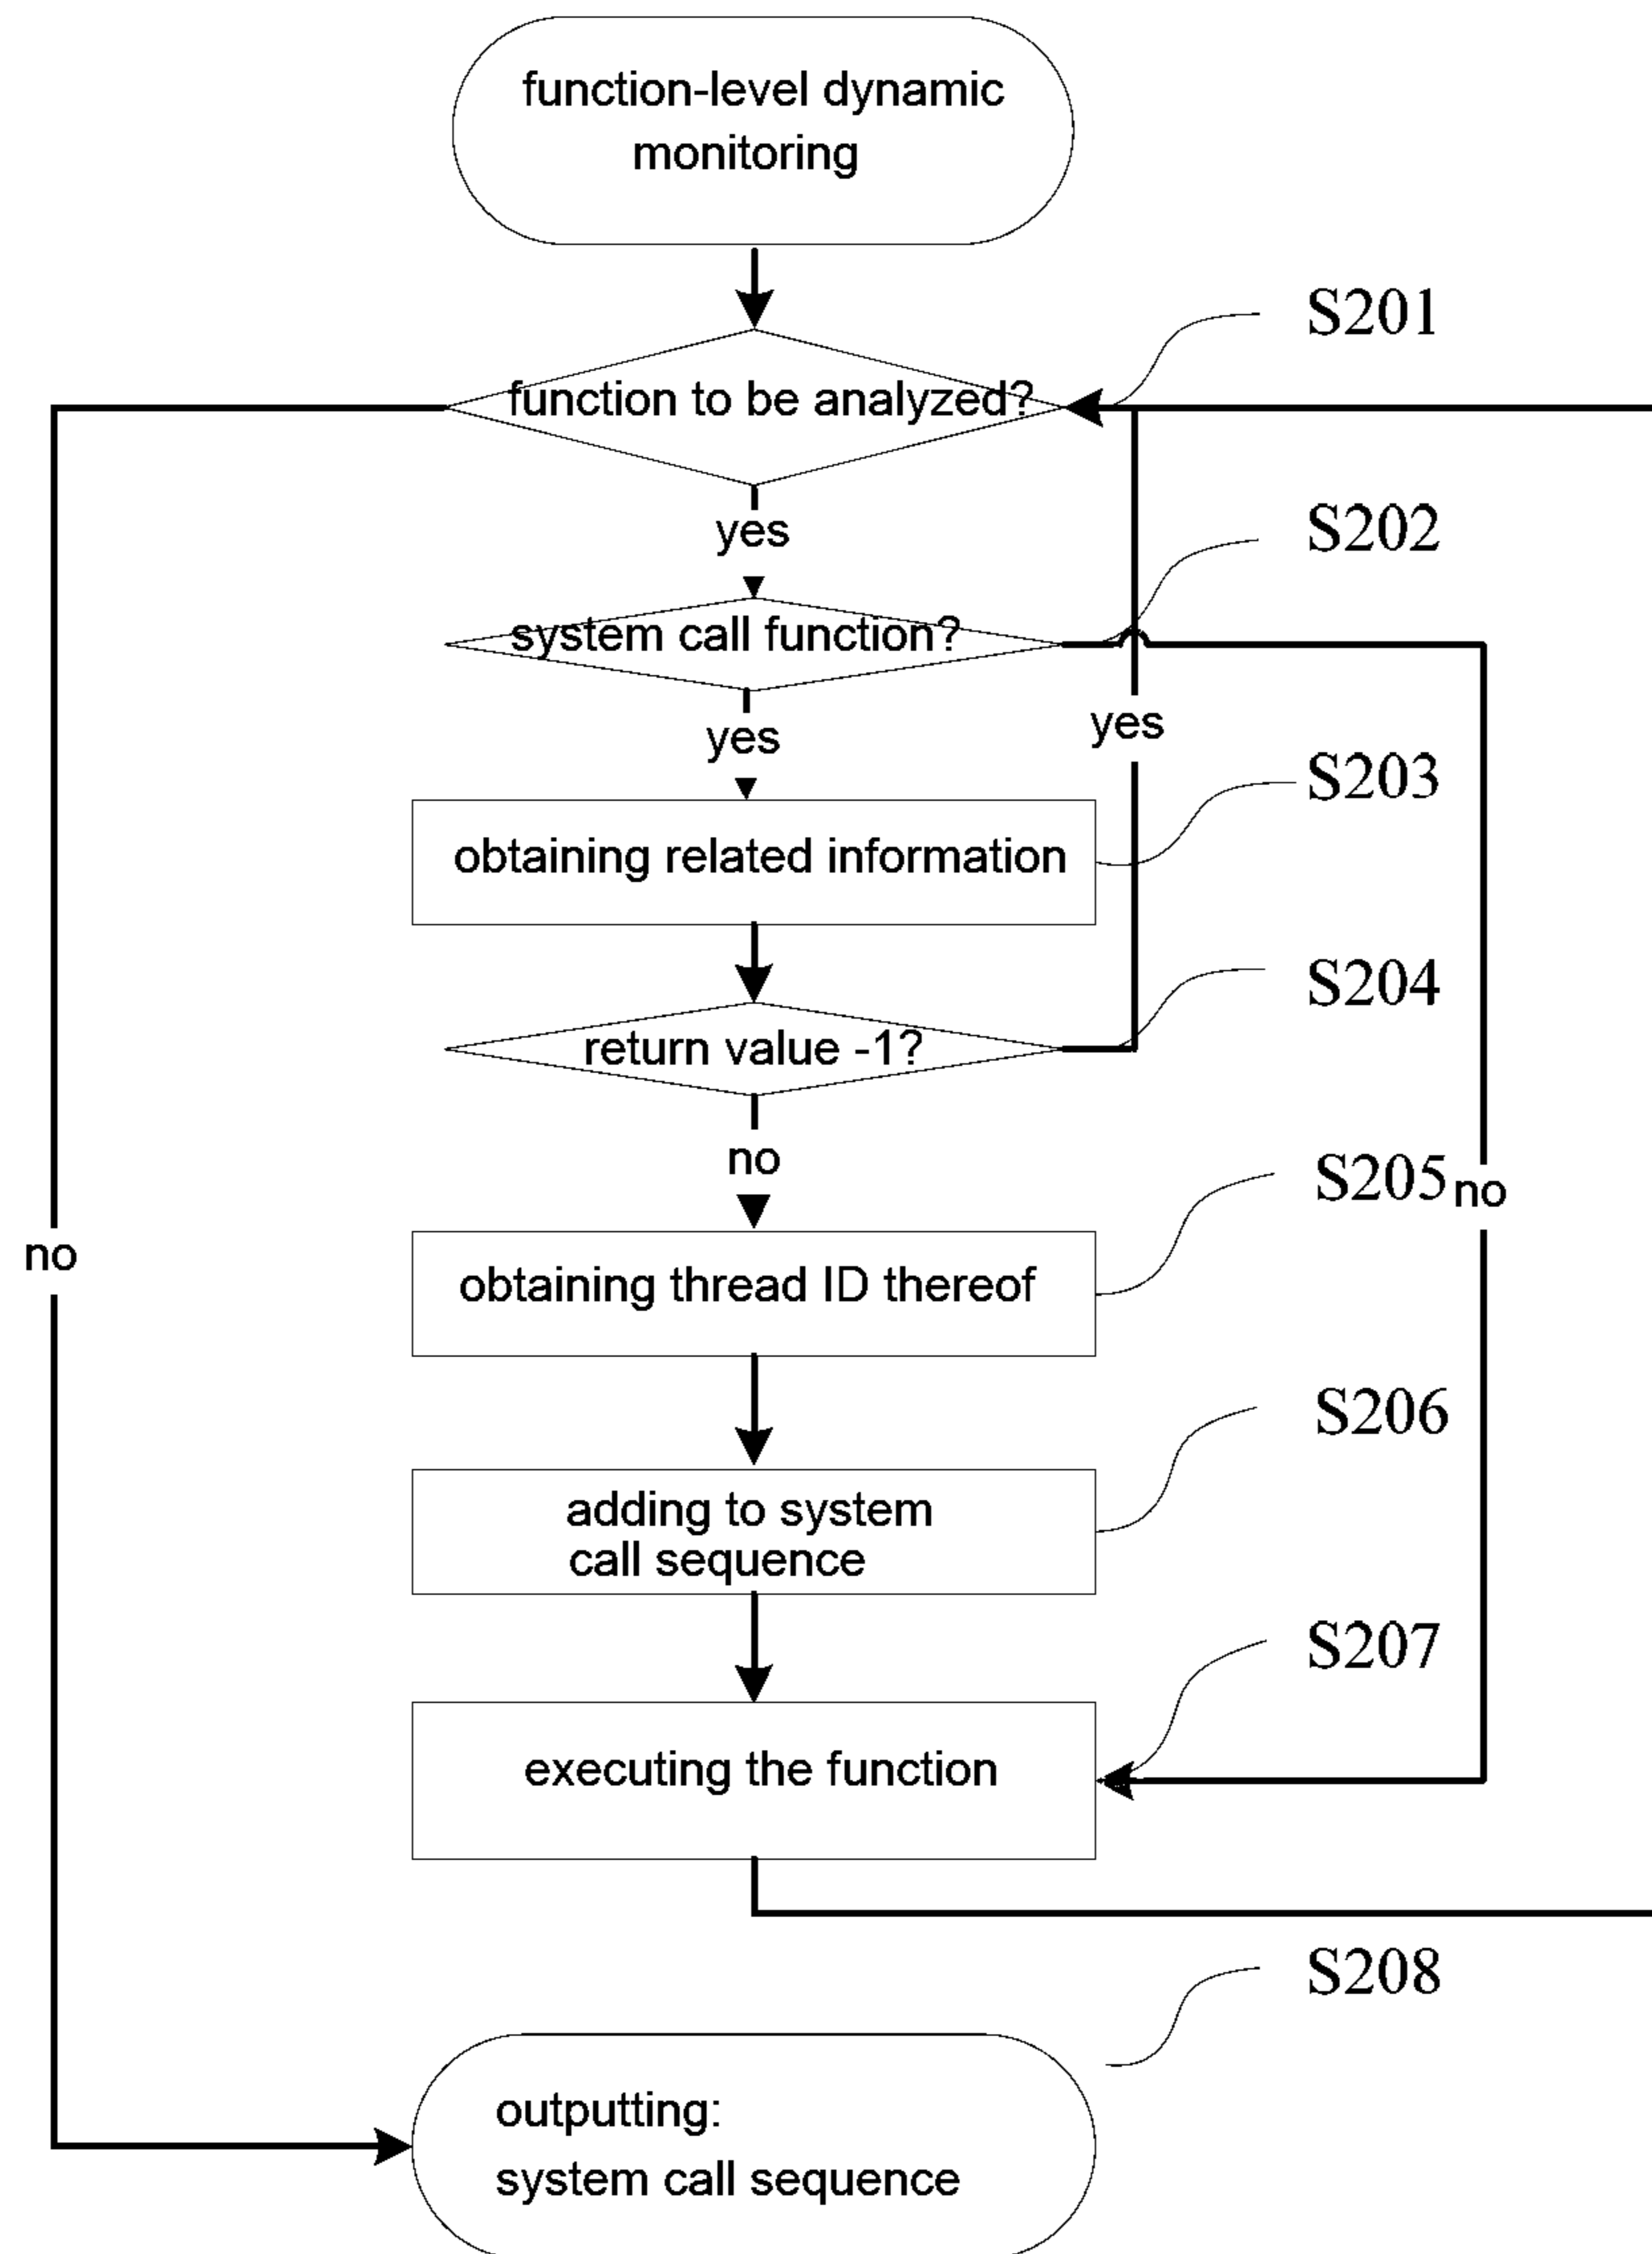 function-level dynamic
monitoring
S201
function to be analyzed?
yes
S202
system call function?
yes
yes
S203
obtaining related information
S204
return value -1?
no
S205
no
no
obtaining thread ID thereof
S206
adding to system
call sequence
S207
executing the function
S208
outputting:
system call sequence